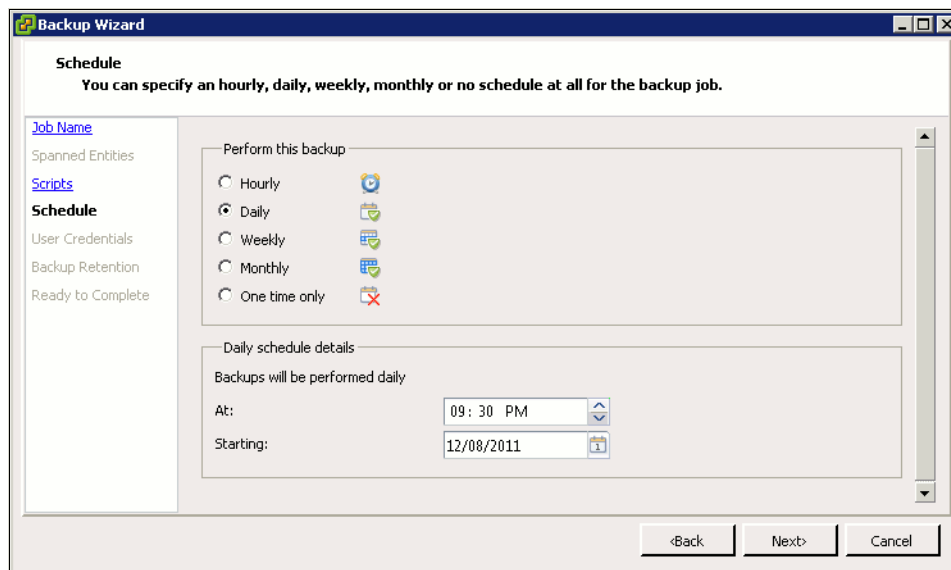 Backup Wizard
Schedule
You can specify an hourly, daily, weekly, monthly or no schedule at all for the backup job.
Job Name
Spanned Entities
Scripts
Schedule
User Credentials
Backup Retention
Ready to Complete
Perform this backup
Hourly
Daily
Weekly
Monthly
One time only
Daily schedule details
Backups will be performed daily
At: 09: 30 PM
Starting: 12/08/2011 1
<Back Next> Cancel